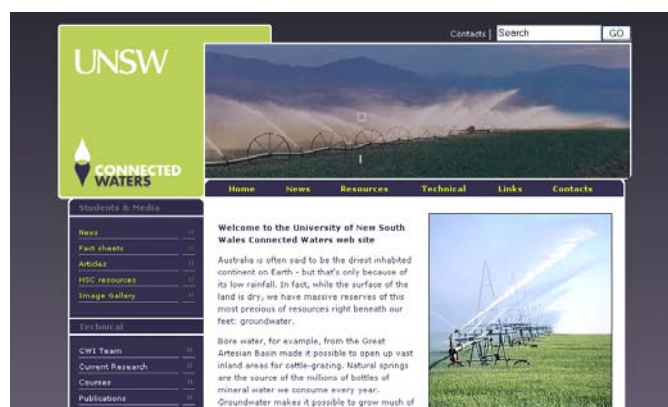 Contacts | Search GO
UNSW
CONNECTED
WATERS
Home News Resources Technical Links Contacts
Students & Media
News
Fact sheets
Articles
HSC resources
Image Gallery
Technical
CWI Team
Current Research
Courses
Publications
Welcome to the University of New South
Wales Connected Waters web site
Australia is often said to be the driest inhabited
continent on Earth - but that's only because of
its low rainfall. In fact, while the surface of the
land is dry, we have massive reserves of this
most precious of resources right beneath our
feet: groundwater.
Bore water, for example, from the Great
Artesian Basin made it possible to open up vast
inland areas for cattle-grazing. Natural springs
are the source of the millions of bottles of
mineral water we consume every year.
Groundwater makes it possible to grow much of